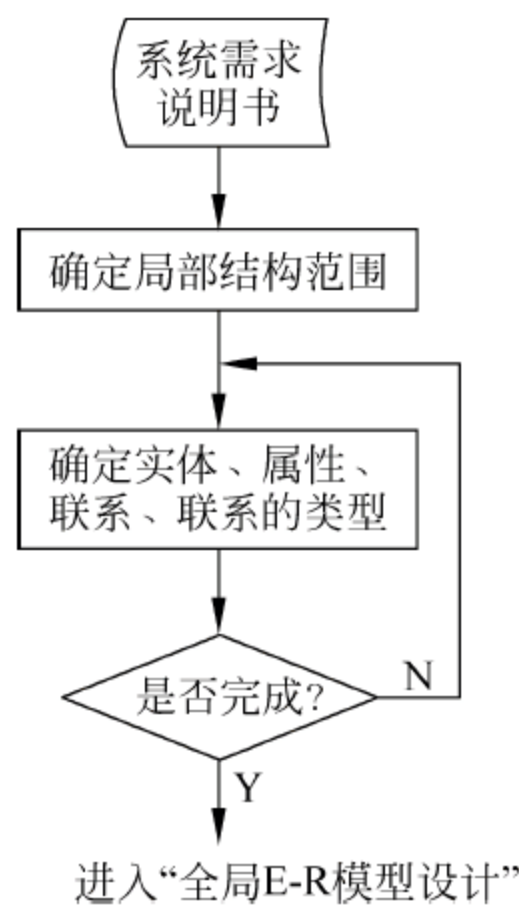 系统需求
说明书
确定局部结构范围
确定实体、属性、
联系、联系的类型
是否完成?
N
Y
进入“全局E-R模型设计”